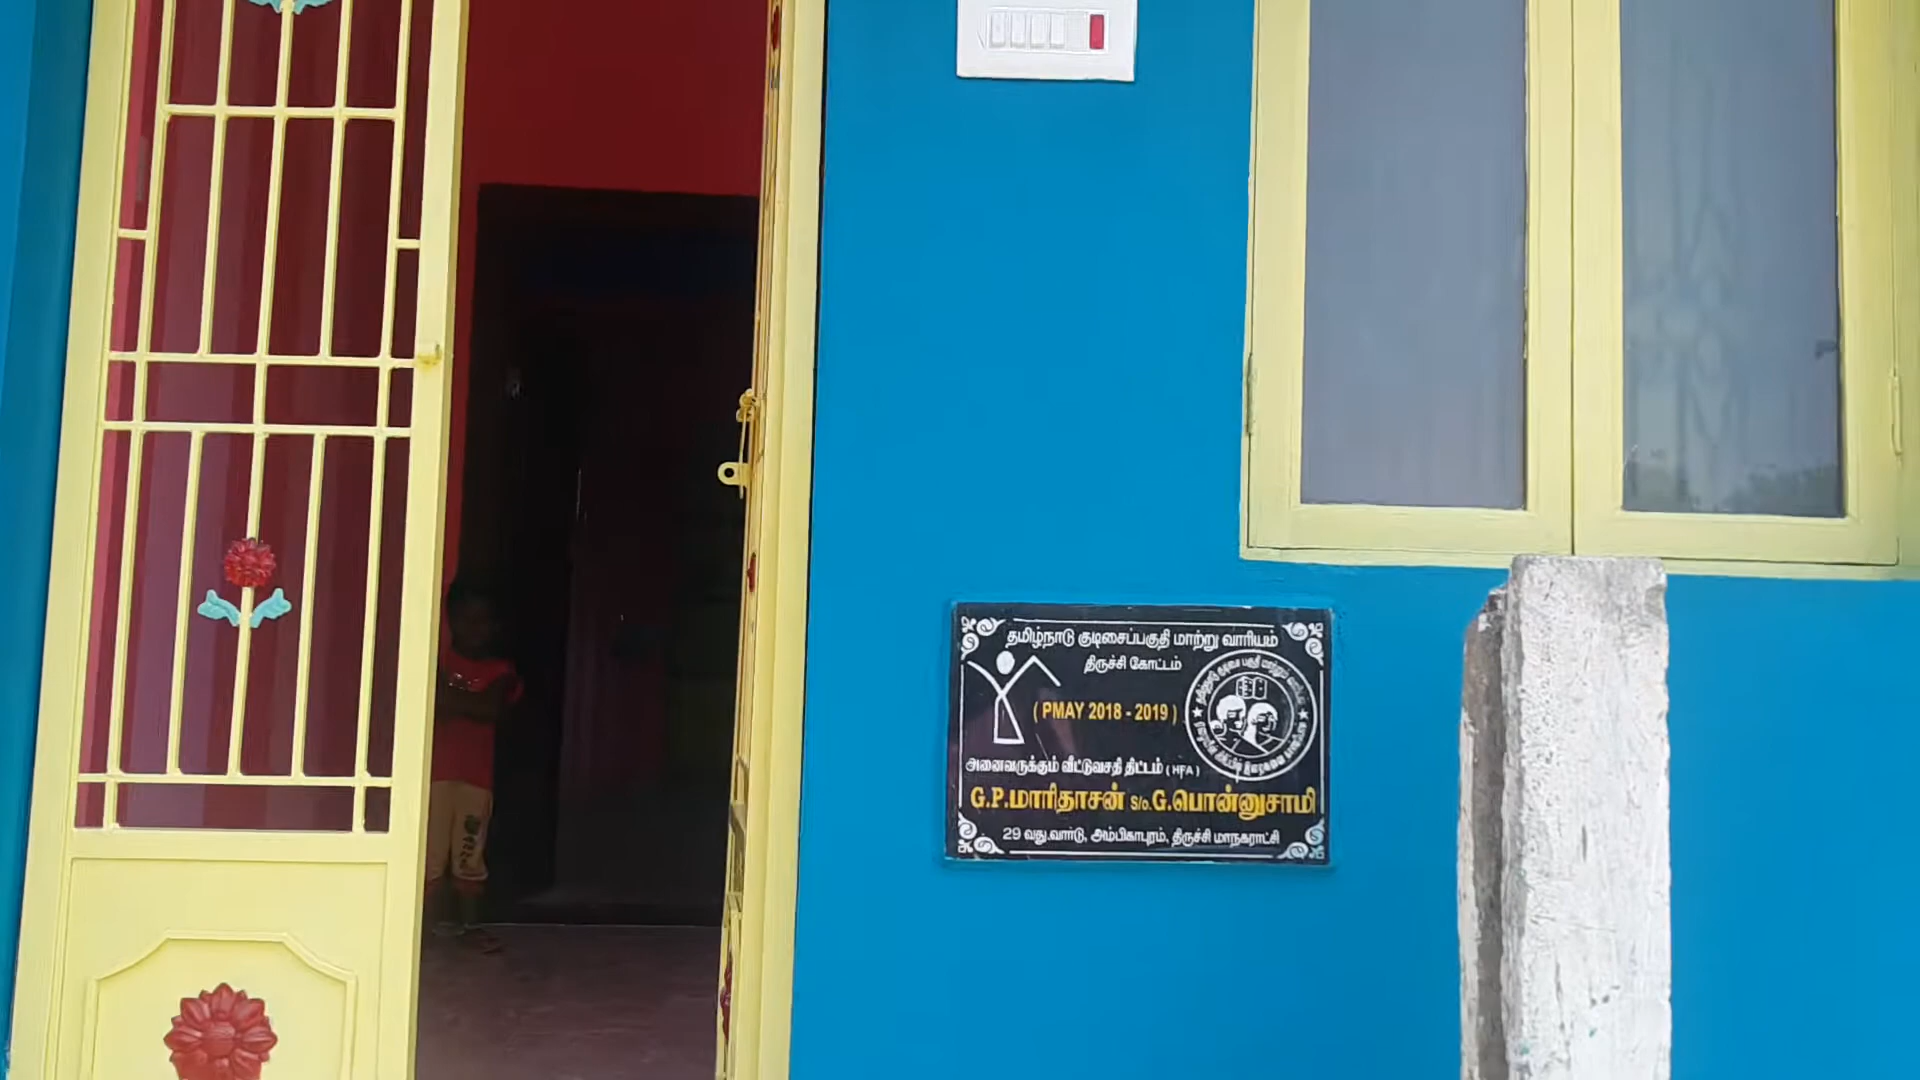 தமிழ்நாடு குடிசைப்பகுதி மாற்று வாரியம்
திருச்சி கோட்டம்
( PMAY 2018 - 2019 )
அனைவருக்கும் வீட்டுவசதி திட்டம் ( HFA )
G.P.மாரிதாசன் S/o. G.பொன்னுசாமி
29 வது.வார்டு, அம்பிகாபுரம், திருச்சி மாநகராட்சி